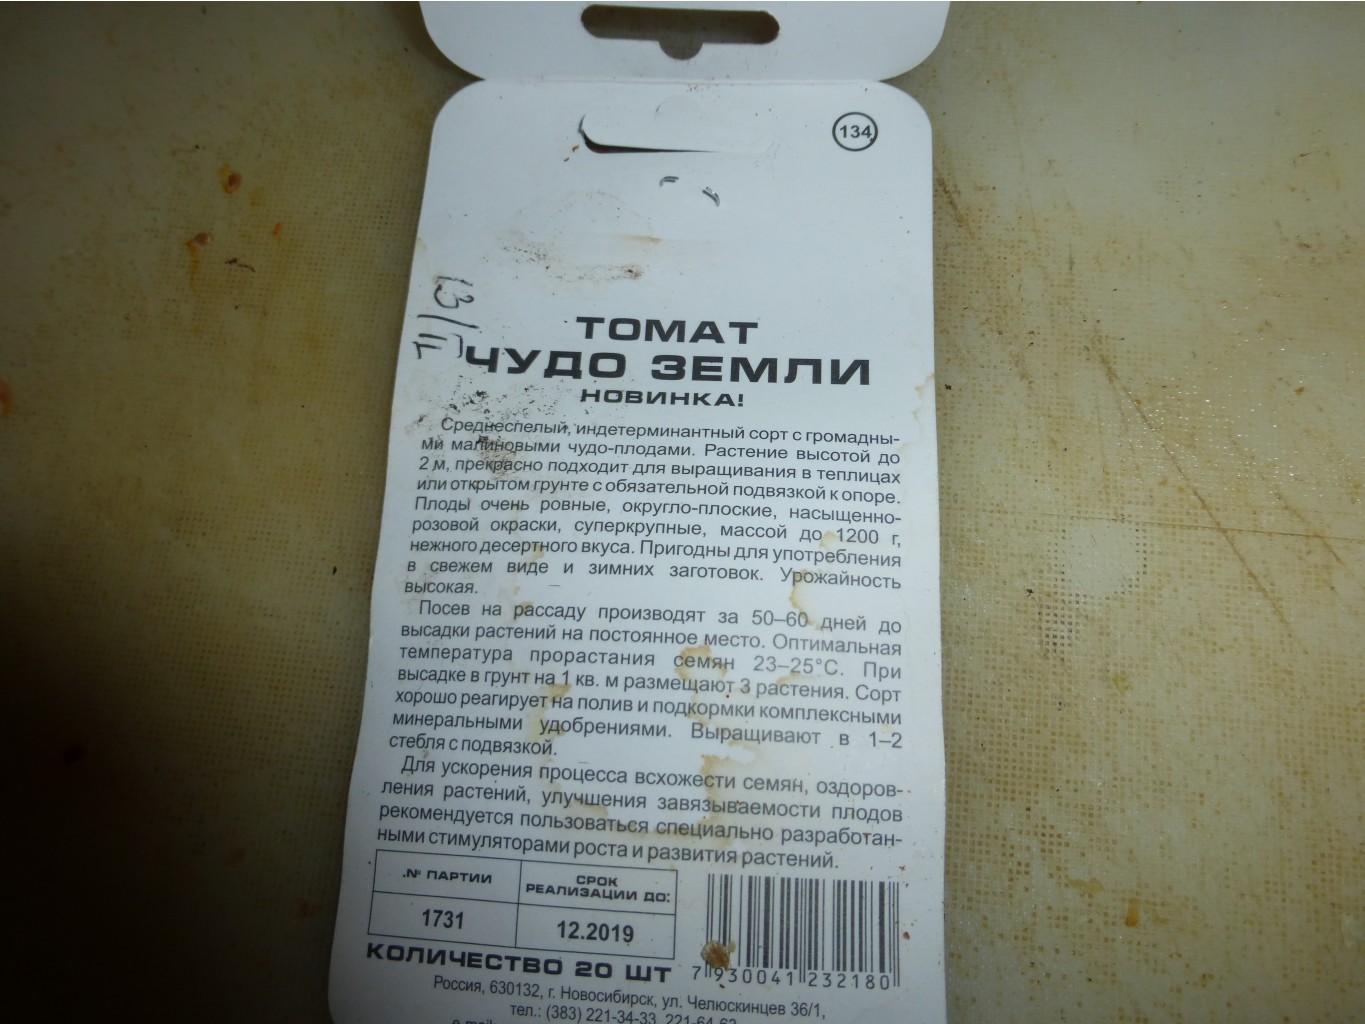 134
13/
ТОМАТ
ЧУДО ЗЕМЛИ
НОВИНКА!
Среднеспелый, индетерминантный сорт с громадны-
ми малиновыми чудо-плодами. Растение высотой до
2 м, прекрасно подходит для выращивания в теплицах
или открытом грунте с обязательной подвязкой к опоре.
Плоды очень ровные, округло-плоские, насыщенно-
розовой окраски, суперкрупные, массой до 1200 г,
нежного десертного вкуса. Пригодны для употребления
в свежем виде и зимних заготовок. Урожайность
высокая.
Посев на рассаду производят за 50–60 дней до
высадки растений на постоянное место. Оптимальная
температура прорастания семян 23–25°С. При
высадке в грунт на 1 кв. м размещают 3 растения. Сорт
хорошо реагирует на полив и подкормки комплексными
минеральными удобрениями. Выращивают в 1–2
стебля с подвязкой.
Для ускорения процесса всхожести семян, оздоров-
ления растений, улучшения завязываемости плодов
рекомендуется пользоваться специально разработан-
ными стимуляторами роста и развития растений.
№ ПАРТИИ
1731
СРОК
РЕАЛИЗАЦИИ ДО:
12.2019
КОЛИЧЕСТВО 20 ШТ
7 930041 232180
Россия, 630132, г. Новосибирск, ул. Челюскинцев 36/1,
тел.: (383) 221-34-33, 221-64-62